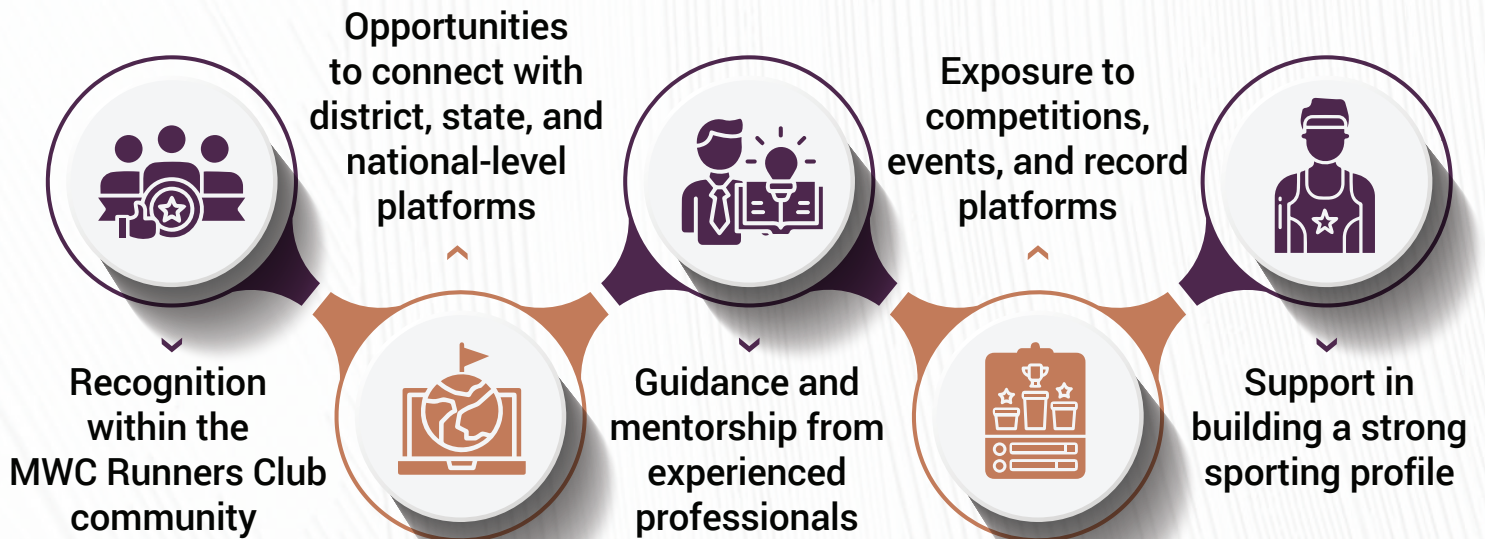 Recognition
within the
MWC Runners Club
community
Opportunities
to connect with
district, state, and
national-level
platforms
Guidance and
mentorship from
experienced
professionals
Exposure to
competitions,
events, and record
platforms
Support in
building a strong
sporting profile